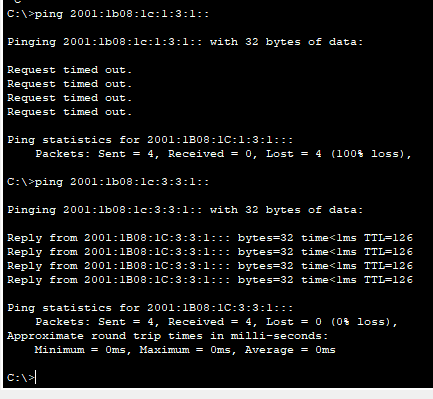 C:\>ping 2001:1b08:1c:1:3:1::
Pinging 2001:1b08:1c:1:3:1:: with 32 bytes of data:
Request timed out.
Request timed out.
Request timed out.
Request timed out.
Ping statistics for 2001:1B08:1C:1:3:1:::
    Packets: Sent = 4, Received = 0, Lost = 4 (100% loss),
C:\>ping 2001:1b08:1c:3:3:1::
Pinging 2001:1b08:1c:3:3:1:: with 32 bytes of data:
Reply from 2001:1B08:1C:3:3:1::: bytes=32 time<1ms TTL=126
Reply from 2001:1B08:1C:3:3:1::: bytes=32 time<1ms TTL=126
Reply from 2001:1B08:1C:3:3:1::: bytes=32 time<1ms TTL=126
Reply from 2001:1B08:1C:3:3:1::: bytes=32 time<1ms TTL=126
Ping statistics for 2001:1B08:1C:3:3:1:::
    Packets: Sent = 4, Received = 4, Lost = 0 (0% loss),
Approximate round trip times in milli-seconds:
    Minimum = 0ms, Maximum = 0ms, Average = 0ms
C:\>